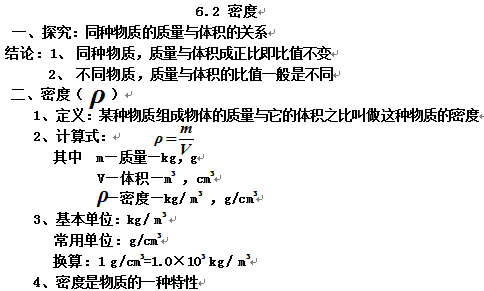 6.2 密度
一、探究：同种物质的质量与体积的关系
结论：1、 同种物质，质量与体积成正比即比值不变
2、 不同物质，质量与体积的比值一般是不同
二、密度（ρ）
1、定义：某种物质组成物体的质量与它的体积之比叫做这种物质的密度
2、计算式： ρ=m/V
其中 m—质量—kg，g
V—体积—m³ ，cm³
ρ—密度—kg/ m³ ，g/cm³
3、基本单位：kg/ m³
常用单位：g/cm³
换算：1 g/cm³=1.0×10³ kg/ m³
4、密度是物质的一种特性